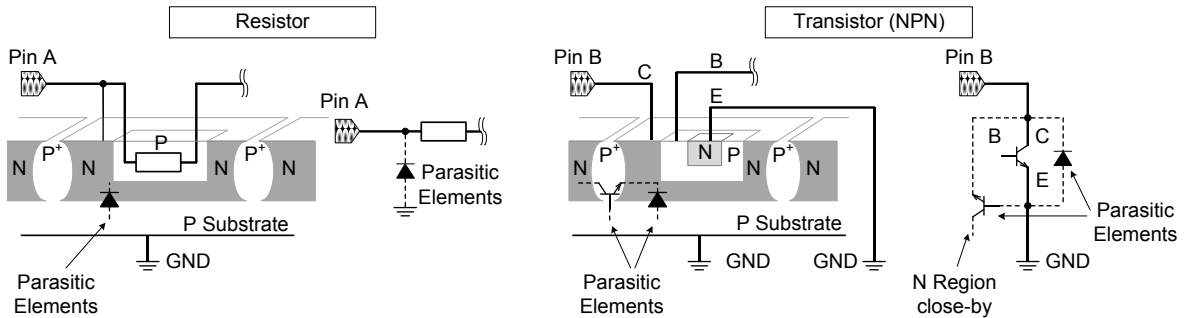 Resistor
Pin A
Pin A
N
P+
N
P
N
P+
N
Parasitic
Elements
P Substrate
GND
Parasitic
Elements
Transistor (NPN)
Pin B
C
B
E
N
P+
N
N
P
P+
N
N
P Substrate
GND
GND
Parasitic
Elements
Pin B
B
C
E
Parasitic
Elements
GND
N Region
close-by